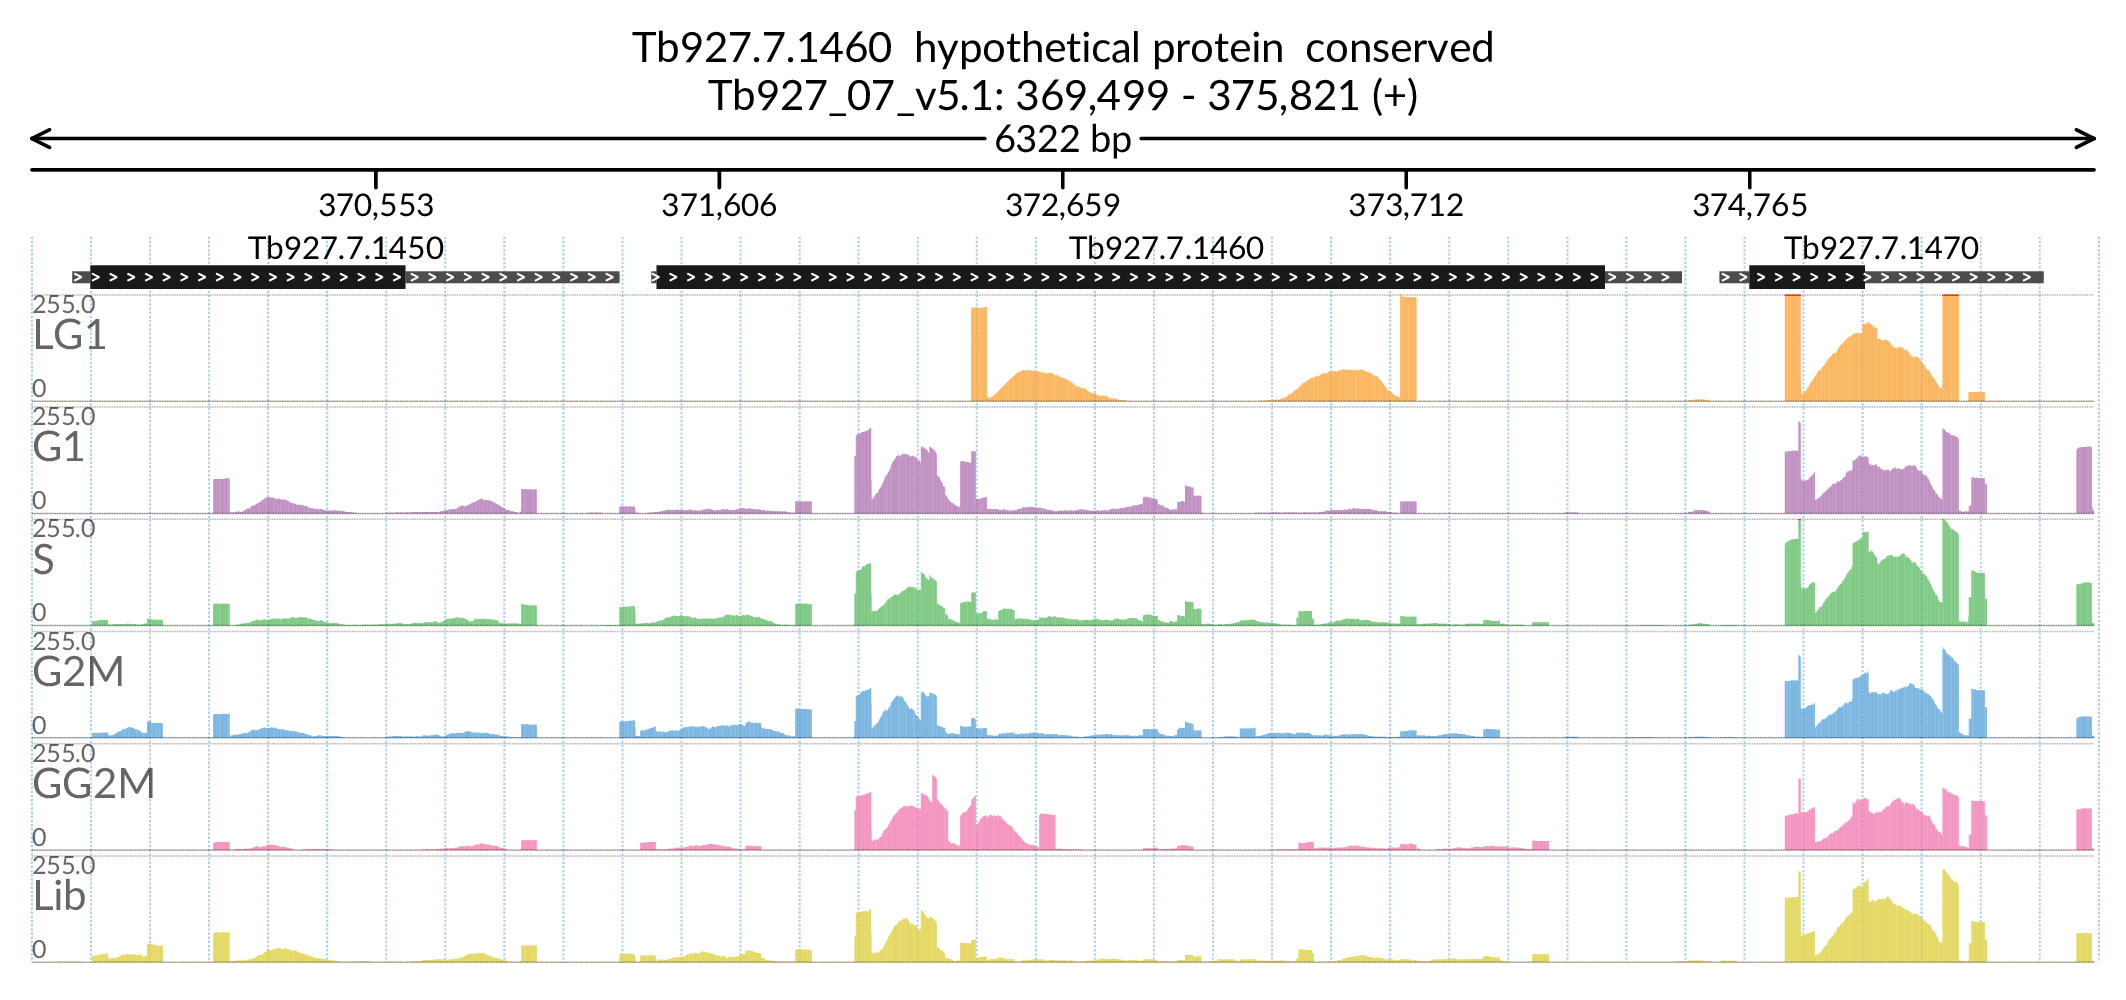 Tb927.7.1460 hypothetical protein conserved
Tb927_07_v5.1: 369,499 - 375,821 (+)
6322 bp
370,553 371,606 372,659 373,712 374,765
Tb927.7.1450 Tb927.7.1460 Tb927.7.1470
255.0
LG1
0
255.0
G1
0
255.0
S
0
255.0
G2M
0
255.0
GG2M
0
255.0
Lib
0